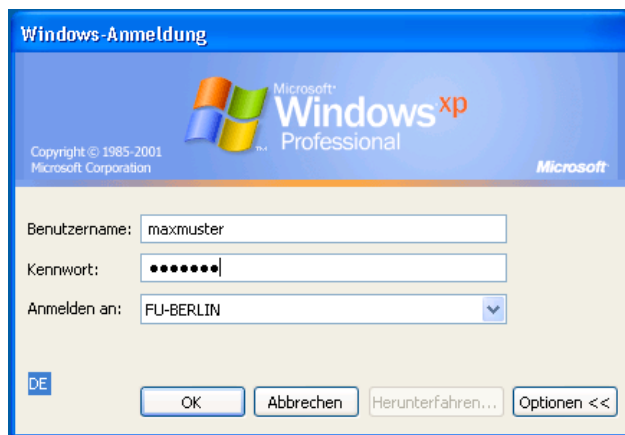 Windows-Anmeldung
Microsoft®
Windows xp
Professional
Copyright © 1985-2001
Microsoft Corporation
Microsoft
Benutzername: maxmuster
Kennwort: •••••••
Anmelden an: FU-BERLIN
DE
OK Abbrechen Herunterfahren... Optionen <<